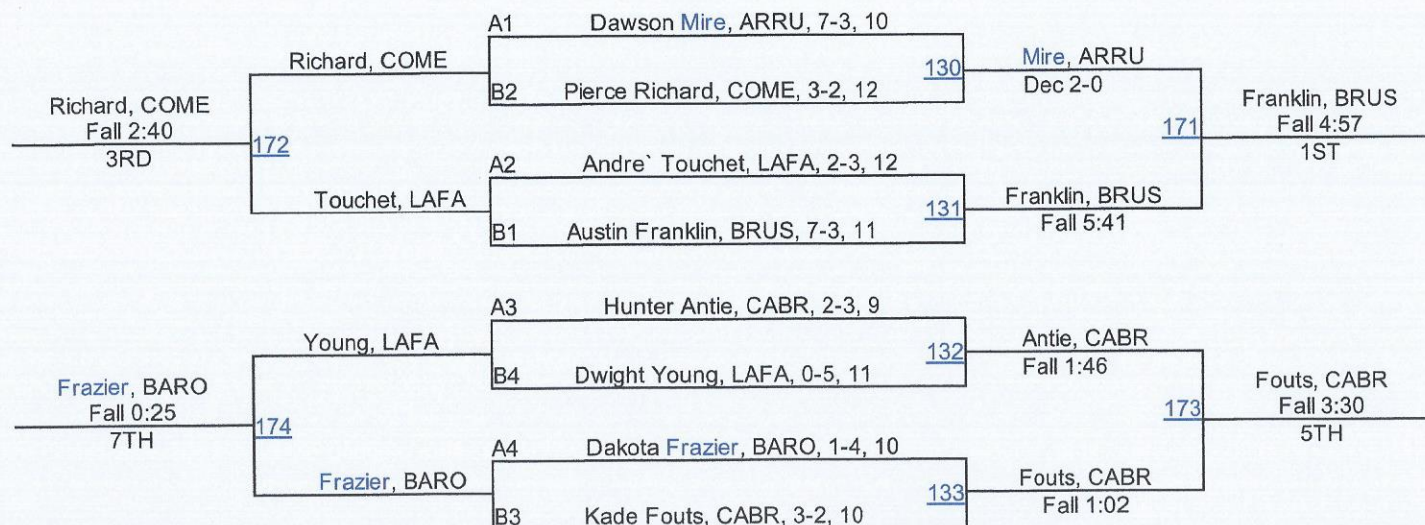 A1 Dawson Mire, ARRU, 7-3, 10
Richard, COME
130
Mire, ARRU
B2 Pierce Richard, COME, 3-2, 12
Dec 2-0
Richard, COME
Fall 2:40
3RD
172
171
Franklin, BRUS
Fall 4:57
1ST
A2 Andre` Touchet, LAFA, 2-3, 12
Touchet, LAFA
131
Franklin, BRUS
B1 Austin Franklin, BRUS, 7-3, 11
Fall 5:41
A3 Hunter Antie, CABR, 2-3, 9
Young, LAFA
132
Antie, CABR
B4 Dwight Young, LAFA, 0-5, 11
Fall 1:46
Frazier, BARO
Fall 0:25
7TH
174
173
Fouts, CABR
Fall 3:30
5TH
A4 Dakota Frazier, BARO, 1-4, 10
Frazier, BARO
133
Fouts, CABR
B3 Kade Fouts, CABR, 3-2, 10
Fall 1:02